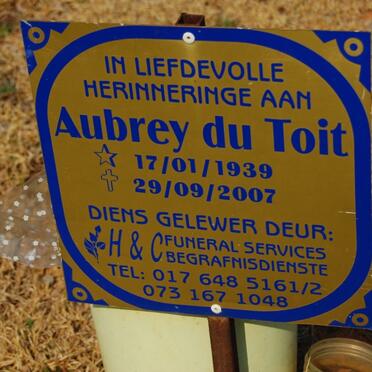 IN LIEFDEVOLLE
HERINNERINGE AAN
Aubrey du Toit
17/01/1939
29/09/2007
DIENS GELEWER DEUR:
H & C FUNERAL SERVICES
BEGRAFNISDIENSTE
TEL: 017 648 5161/2
073 167 1048